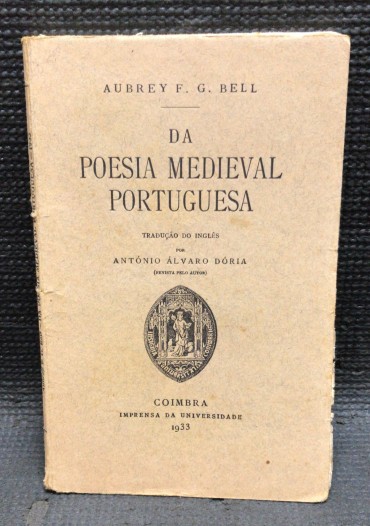 AUBREY F. G. BELL
DA
POESIA MEDIEVAL
PORTUGUESA
TRADUÇÃO DO INGLÊS
POR
ANTÓNIO ÁLVARO DÓRIA
(REVISTA PELO AUTOR)
COIMBRA
IMPRENSA DA UNIVERSIDADE
1933